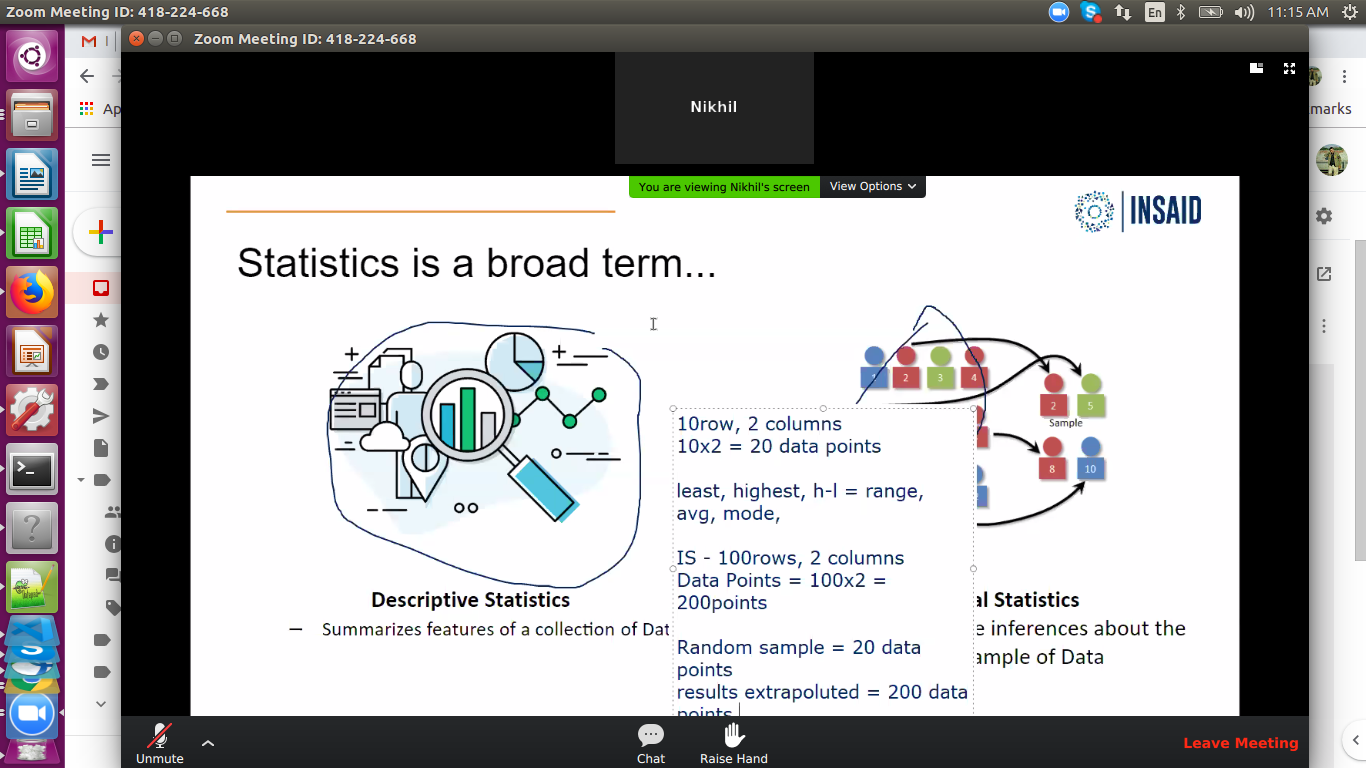 Zoom Meeting ID: 418-224-668
En
11:15 AM
Zoom Meeting ID: 418-224-668
Ap
marks
Nikhil
You are viewing Nikhil's screen
View Options
INSAID
Statistics is a broad term...
1
2
3
4
2
5
Sample
8
10
10row, 2 columns
10x2 = 20 data points
least, highest, h-l = range,
avg, mode,
IS - 100rows, 2 columns
Data Points = 100x2 =
200points
Random sample = 20 data
points
results extrapoluted = 200 data
points
Descriptive Statistics
– Summarizes features of a collection of Dat
al Statistics
e inferences about the
ample of Data
Unmute
Chat
Raise Hand
Leave Meeting